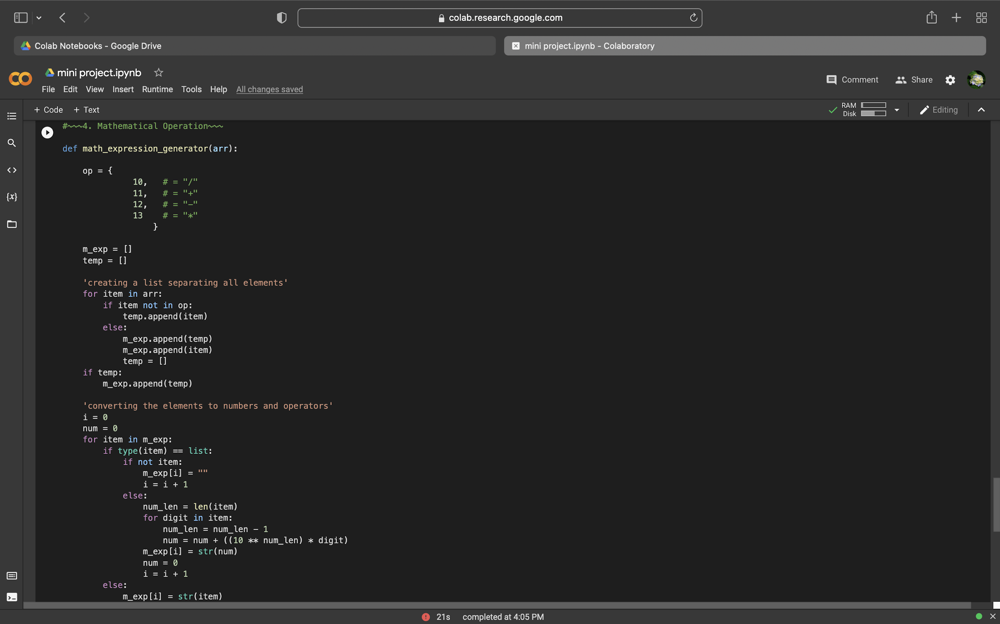 colab.research.google.com
Colab Notebooks - Google Drive
mini project.ipynb - Colaboratory
CO
mini project.ipynb
File Edit View Insert Runtime Tools Help All changes saved
Comment
Share
+ Code + Text
RAM
Disk
Editing
{x}
#~~~4. Mathematical Operation~~~
def math_expression_generator(arr):
op = {
10, # = "/"
11, # = "+"
12, # = "-"
13 # = "*"
}
m_exp = []
temp = []
'creating a list separating all elements'
for item in arr:
if item not in op:
temp.append(item)
else:
m_exp.append(temp)
m_exp.append(item)
temp = []
if temp:
m_exp.append(temp)
'converting the elements to numbers and operators'
i = 0
num = 0
for item in m_exp:
if type(item) == list:
if not item:
m_exp[i] = ""
i = i + 1
else:
num_len = len(item)
for digit in item:
num_len = num_len - 1
num = num + ((10 ** num_len) * digit)
m_exp[i] = str(num)
num = 0
i = i + 1
else:
m_exp[i] = str(item)
21s completed at 4:05 PM